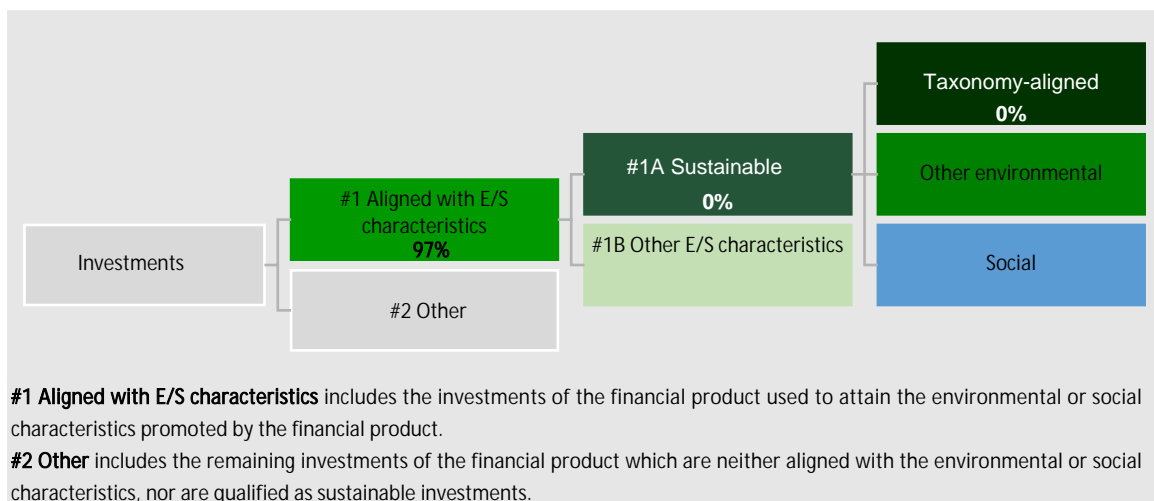 Taxonomy-aligned
0%
#1A Sustainable
0%
Other environmental
#1 Aligned with E/S
characteristics
97%
#1B Other E/S characteristics
Investments
Social
#2 Other
#1 Aligned with E/S characteristics includes the investments of the financial product used to attain the environmental or social
characteristics promoted by the financial product.
#2 Other includes the remaining investments of the financial product which are neither aligned with the environmental or social
characteristics, nor are qualified as sustainable investments.